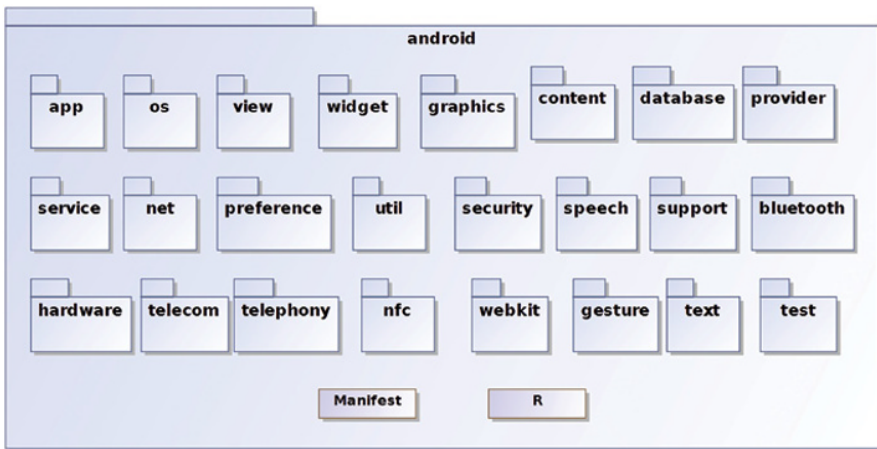 android
app os view widget graphics content database provider
service net preference util security speech support bluetooth
hardware telecom telephony nfc webkit gesture text test
Manifest R